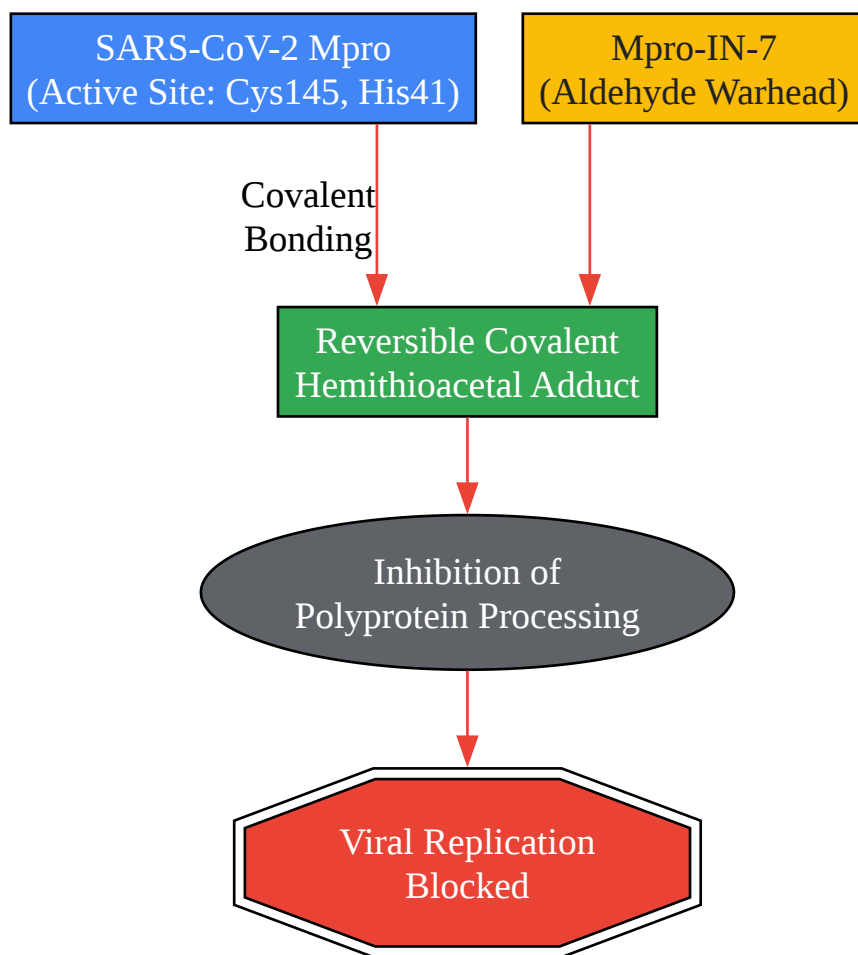 SARS-CoV-2 Mpro
(Active Site: Cys145, His41)
Mpro-IN-7
(Aldehyde Warhead)
Covalent
Bonding
Reversible Covalent
Hemithioacetal Adduct
Inhibition of
Polyprotein Processing
Viral Replication
Blocked